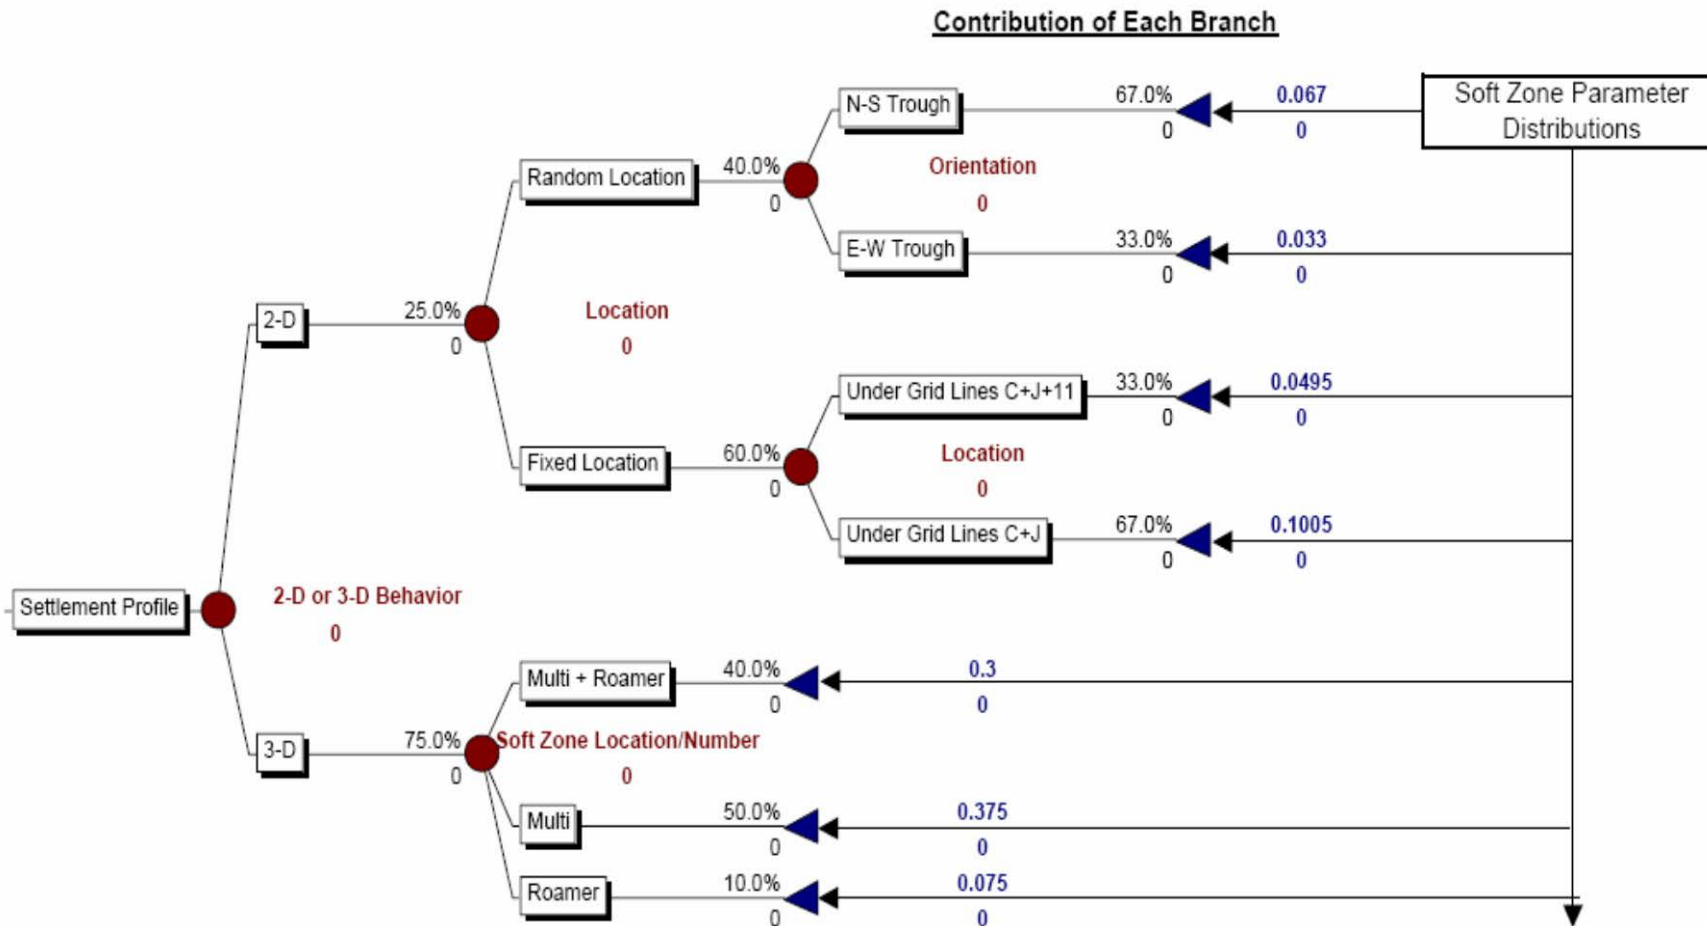 Contribution of Each Branch
Soft Zone Parameter
Distributions
N-S Trough
67.0%
0
0.067
0
Random Location
40.0%
0
Orientation
0
E-W Trough
33.0%
0
0.033
0
2-D
25.0%
0
Location
0
Under Grid Lines C+J+11
33.0%
0
0.0495
0
Fixed Location
60.0%
0
Location
0
Under Grid Lines C+J
67.0%
0
0.1005
0
Settlement Profile
2-D or 3-D Behavior
0
Multi + Roamer
40.0%
0
0.3
0
3-D
75.0%
0
Soft Zone Location/Number
0
Multi
50.0%
0
0.375
0
Roamer
10.0%
0
0.075
0